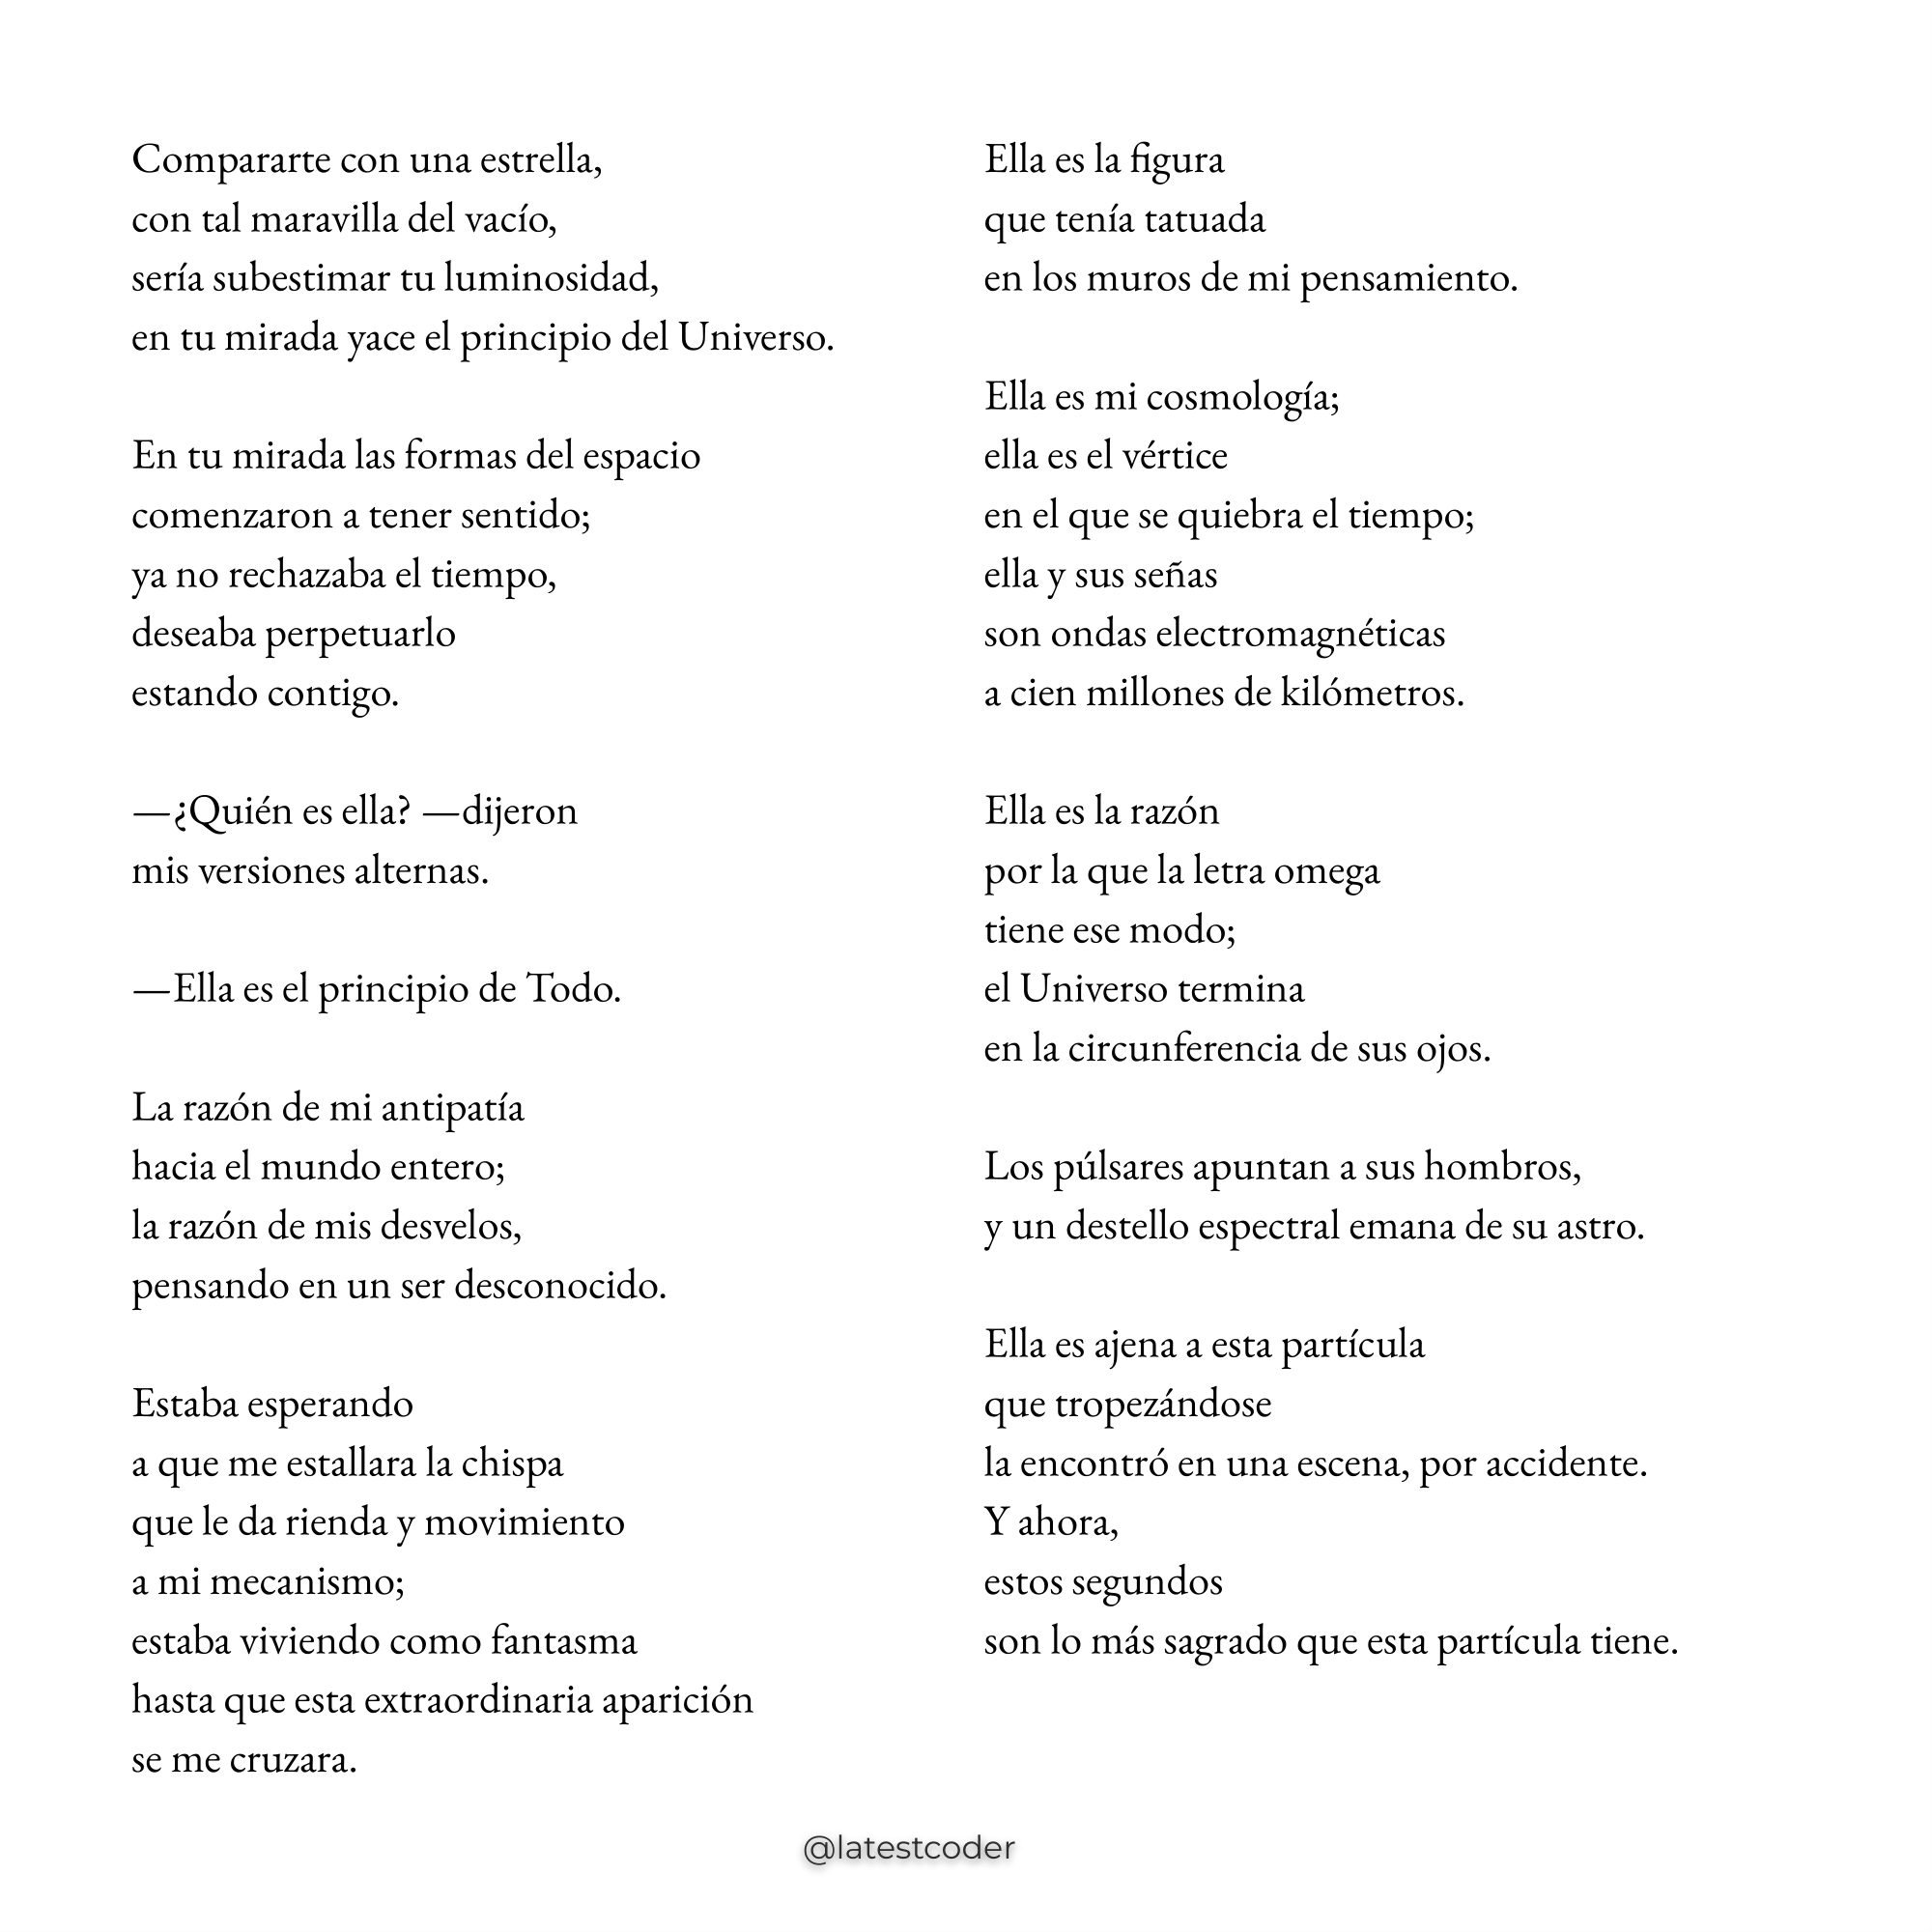 Compararte con una estrella,
con tal maravilla del vacío,
sería subestimar tu luminosidad,
en tu mirada yace el principio del Universo.

En tu mirada las formas del espacio
comenzaron a tener sentido;
ya no rechazaba el tiempo,
deseaba perpetuarlo
estando contigo.

—¿Quién es ella? —dijeron
mis versiones alternas.

—Ella es el principio de Todo.

La razón de mi antipatía
hacia el mundo entero;
la razón de mis desvelos,
pensando en un ser desconocido.

Estaba esperando
a que me estallara la chispa
que le da rienda y movimiento
a mi mecanismo;
estaba viviendo como fantasma
hasta que esta extraordinaria aparición
se me cruzara.

Ella es la figura
que tenía tatuada
en los muros de mi pensamiento.

Ella es mi cosmología;
ella es el vértice
en el que se quiebra el tiempo;
ella y sus señas
son ondas electromagnéticas
a cien millones de kilómetros.

Ella es la razón
por la que la letra omega
tiene ese modo;
el Universo termina
en la circunferencia de sus ojos.

Los púlsares apuntan a sus hombros,
y un destello espectral emana de su astro.

Ella es ajena a esta partícula
que tropezándose
la encontró en una escena, por accidente.
Y ahora,
estos segundos
son lo más sagrado que esta partícula tiene.

@latestcoder